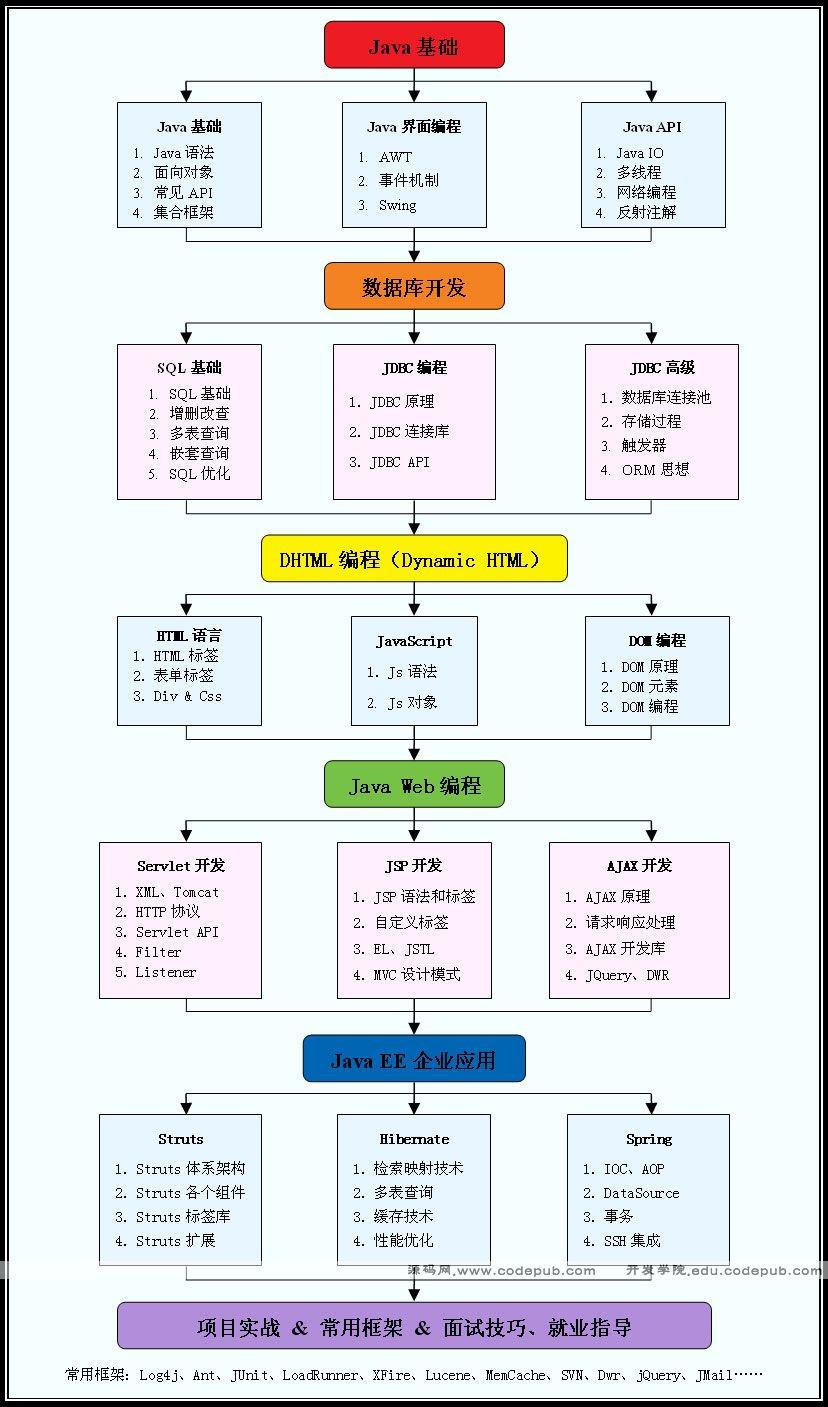 Java 基础
Java 基础
1. Java 语法
2. 面向对象
3. 常见 API
4. 集合框架
Java 界面编程
1. AWT
2. 事件机制
3. Swing
Java API
1. Java IO
2. 多线程
3. 网络编程
4. 反射注解
数据库开发
SQL 基础
1. SQL 基础
2. 增删改查
3. 多表查询
4. 嵌套查询
5. SQL 优化
JDBC 编程
1. JDBC 原理
2. JDBC 连接库
3. JDBC API
JDBC 高级
1. 数据库连接池
2. 存储过程
3. 触发器
4. ORM 思想
DHTML 编程（Dynamic HTML）
HTML 语言
1. HTML 标签
2. 表单标签
3. Div & Css
JavaScript
1. Js 语法
2. Js 对象
DOM 编程
1. DOM 原理
2. DOM 元素
3. DOM 编程
Java Web 编程
Servlet 开发
1. XML、Tomcat
2. HTTP 协议
3. Servlet API
4. Filter
5. Listener
JSP 开发
1. JSP 语法和标签
2. 自定义标签
3. EL、JSTL
4. MVC 设计模式
AJAX 开发
1. AJAX 原理
2. 请求响应处理
3. AJAX 开发库
4. JQuery、DWR
Java EE 企业应用
Struts
1. Struts 体系架构
2. Struts 各个组件
3. Struts 标签库
4. Struts 扩展
Hibernate
1. 检索映射技术
2. 多表查询
3. 缓存技术
4. 性能优化
Spring
1. IOC、AOP
2. DataSource
3. 事务
4. SSH 集成
源码网.www.codepub.com 开发学院.edu.codepub.com
项目实战 & 常用框架 & 面试技巧、就业指导
常用框架：Log4j、Ant、JUnit、LoadRunner、XFire、Lucene、MemCache、SVN、Dwr、jQuery、JMail……